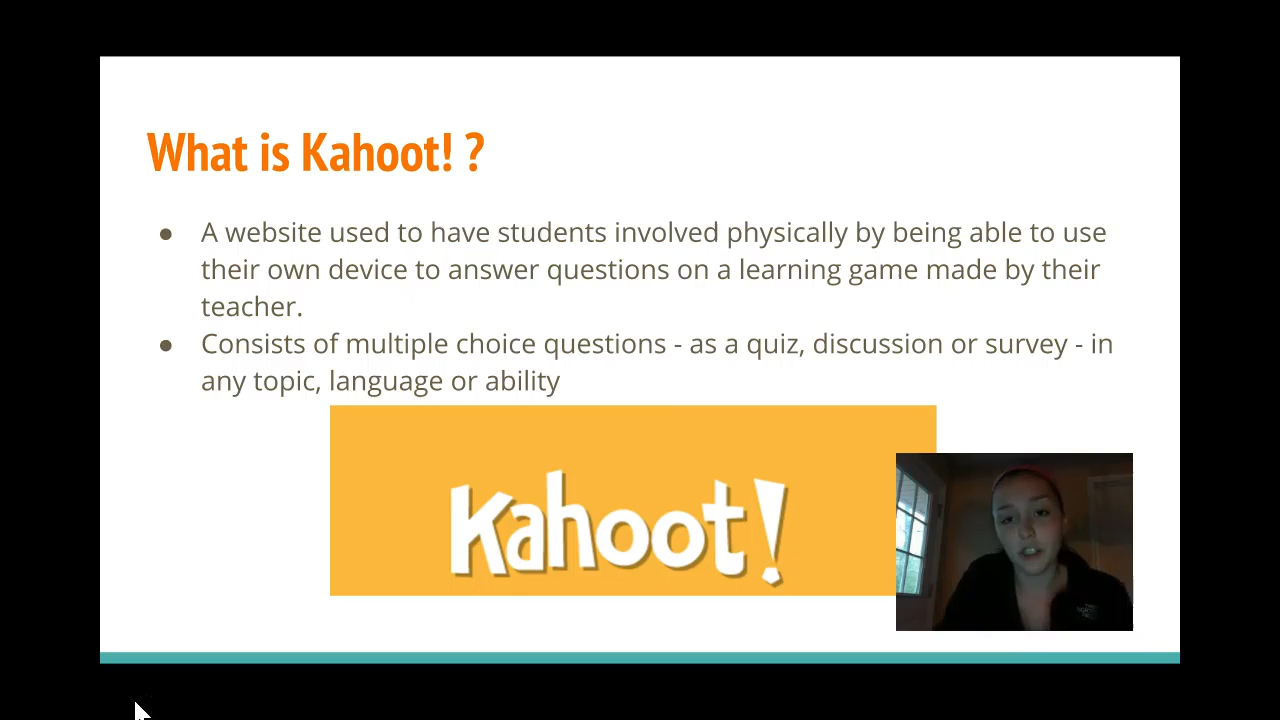 What is Kahoot! ?
● A website used to have students involved physically by being able to use
their own device to answer questions on a learning game made by their
teacher.
● Consists of multiple choice questions - as a quiz, discussion or survey - in
any topic, language or ability
Kahoot!